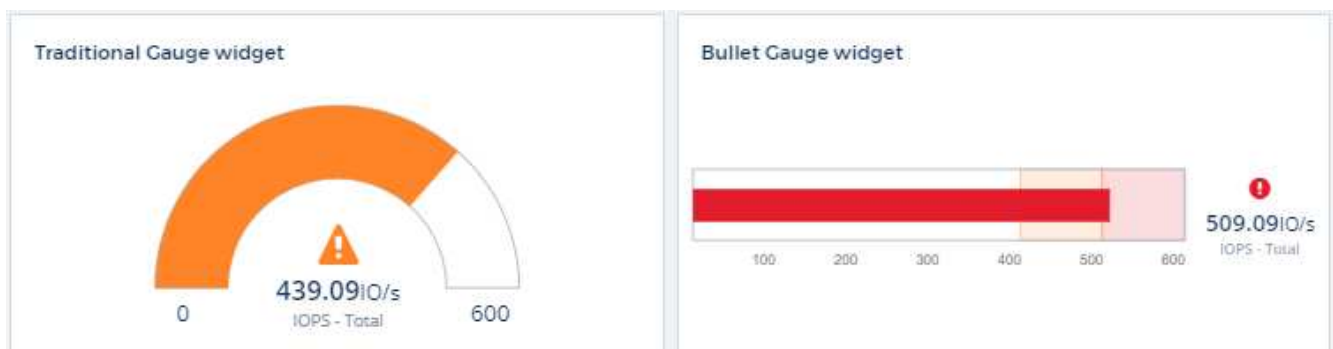 Traditional Gauge widget
439.09IO/s
0
IOPS - Total
600
Bullet Gauge widget
509.09IO/s
IOPS - Total
100 200 300 400 500 600